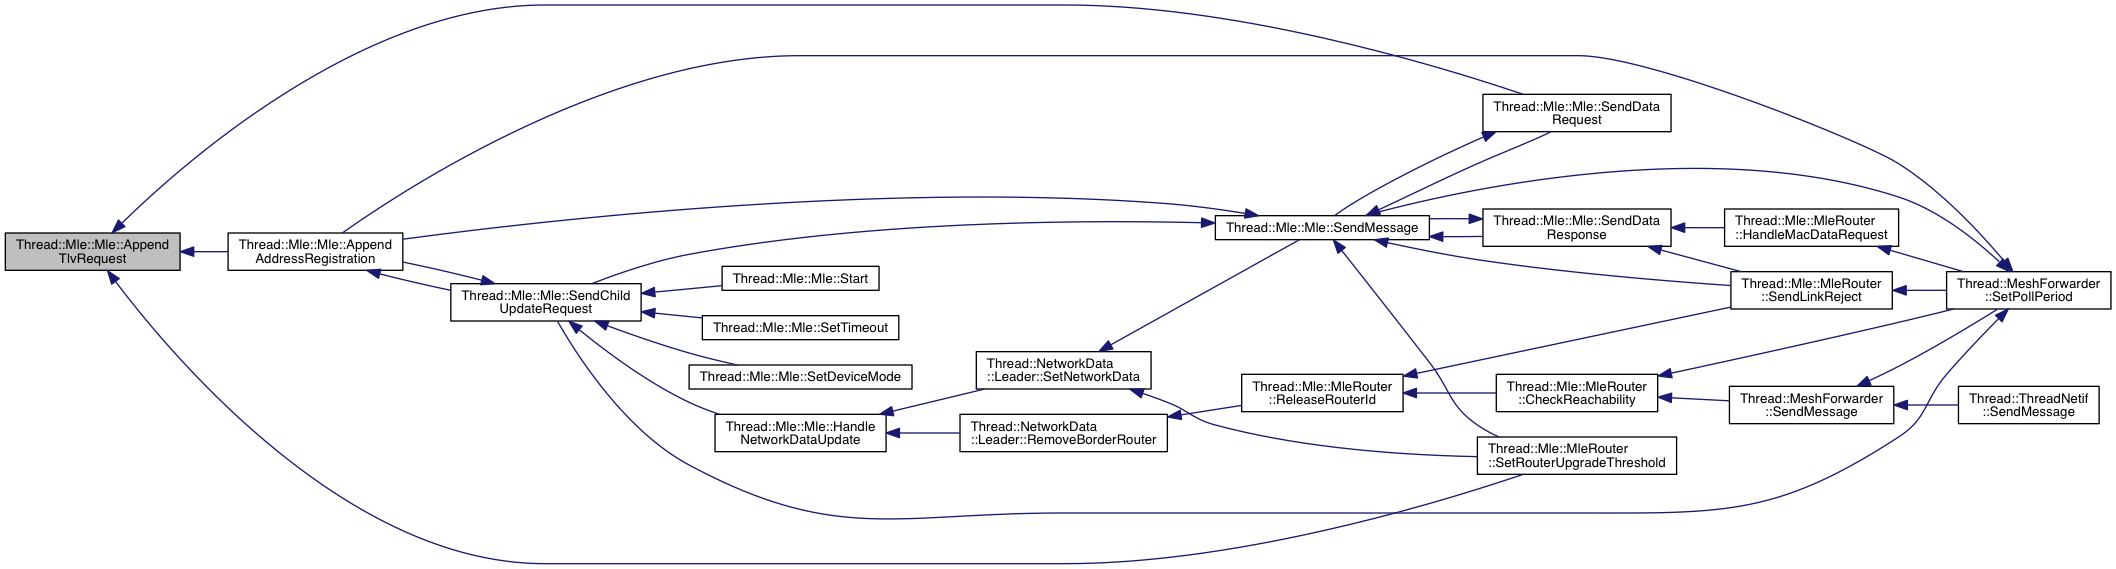 Thread::Mle::Mle::Append
TlvRequest
Thread::Mle::Mle::Append
AddressRegistration
Thread::Mle::Mle::SendChild
UpdateRequest
Thread::Mle::Mle::Start
Thread::Mle::Mle::SetTimeout
Thread::Mle::Mle::SetDeviceMode
Thread::Mle::Mle::Handle
NetworkDataUpdate
Thread::NetworkData
::Leader::SetNetworkData
Thread::NetworkData
::Leader::RemoveBorderRouter
Thread::Mle::Mle::SendMessage
Thread::Mle::MleRouter
::ReleaseRouterId
Thread::Mle::Mle::SendData
Request
Thread::Mle::Mle::SendData
Response
Thread::Mle::MleRouter
::CheckReachability
Thread::Mle::MleRouter
::SetRouterUpgradeThreshold
Thread::Mle::MleRouter
::HandleMacDataRequest
Thread::Mle::MleRouter
::SendLinkReject
Thread::MeshForwarder
::SendMessage
Thread::MeshForwarder
::SetPollPeriod
Thread::ThreadNetif
::SendMessage